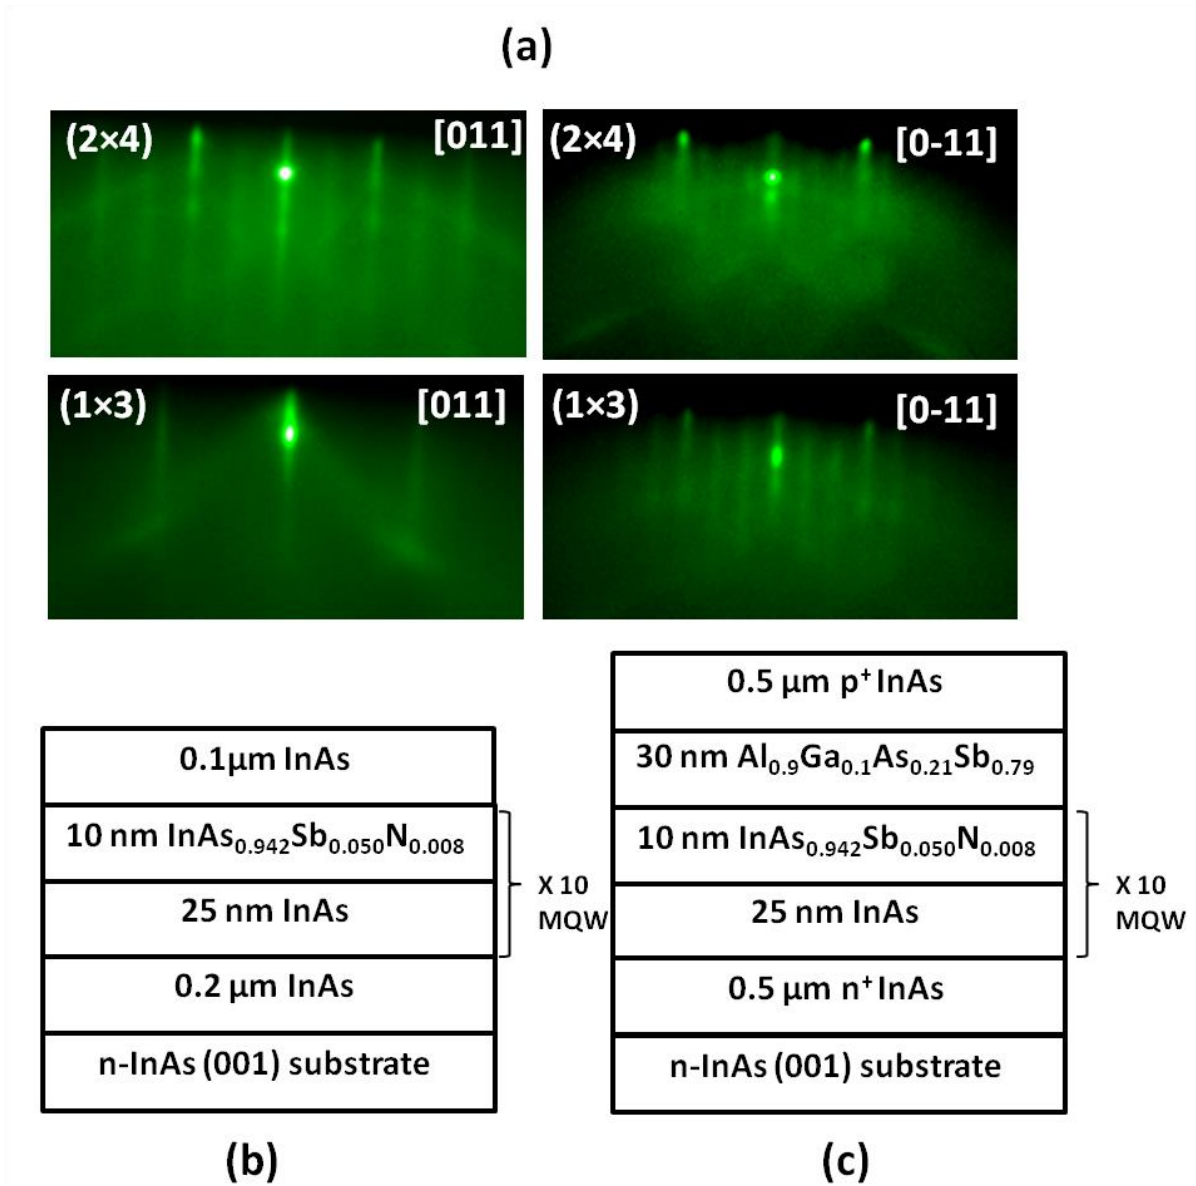 (a)
(2×4) [011] (2×4) [0-11]
(1×3) [011] (1×3) [0-11]
0.1µm InAs
10 nm InAs0.942Sb0.050N0.008
25 nm InAs
X 10
MQW
0.2 µm InAs
n-InAs (001) substrate
(b)
0.5 µm p⁺ InAs
30 nm Al0.9Ga0.1As0.21Sb0.79
10 nm InAs0.942Sb0.050N0.008
25 nm InAs
X 10
MQW
0.5 µm n⁺ InAs
n-InAs (001) substrate
(c)